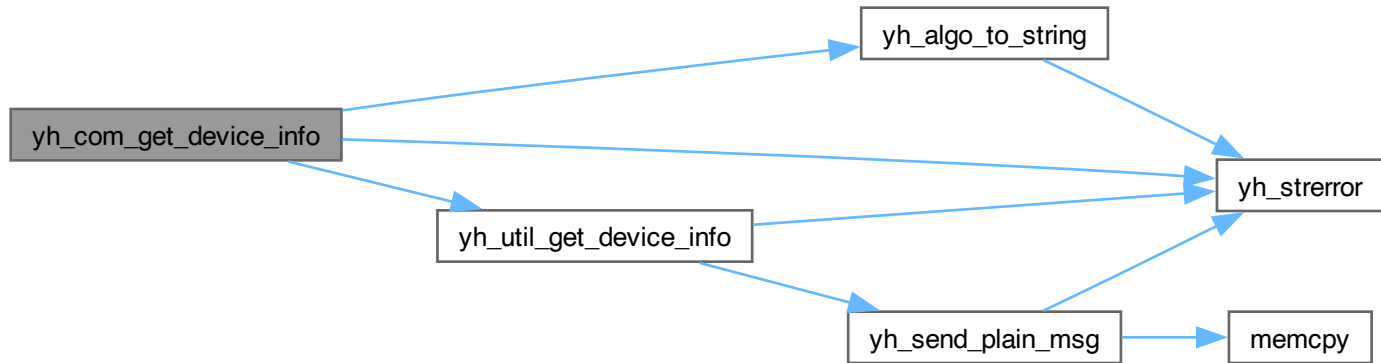 yh_algo_to_string
yh_com_get_device_info
yh_strerror
yh_util_get_device_info
yh_send_plain_msg
memcpy